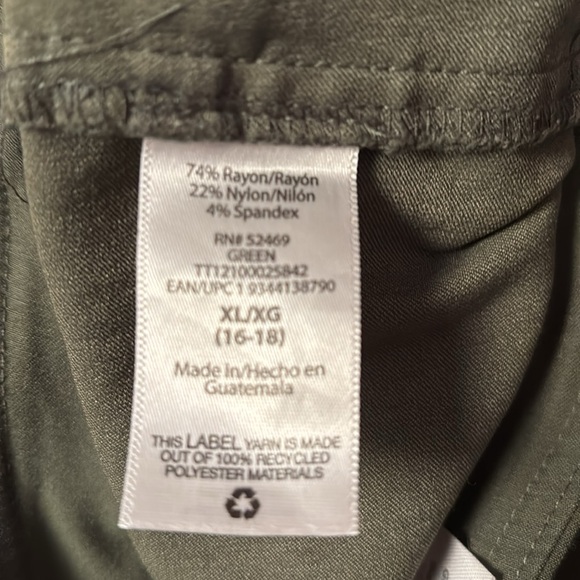 74% Rayon/Rayón
22% Nylon/Nilón
4% Spandex
RN# 52469
GREEN
TT12100025842
EAN/UPC 1 9344138790
XL/XG
(16-18)
Made in/Hecho en
Guatemala
THIS LABEL YARN IS MADE
OUT OF 100% RECYCLED
POLYESTER MATERIALS